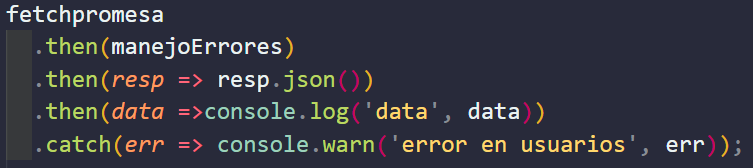 fetchpromesa
.then(manejoErrores)
.then(resp => resp.json())
.then(data =>console.log('data', data))
.catch(err => console.warn('error en usuarios', err));